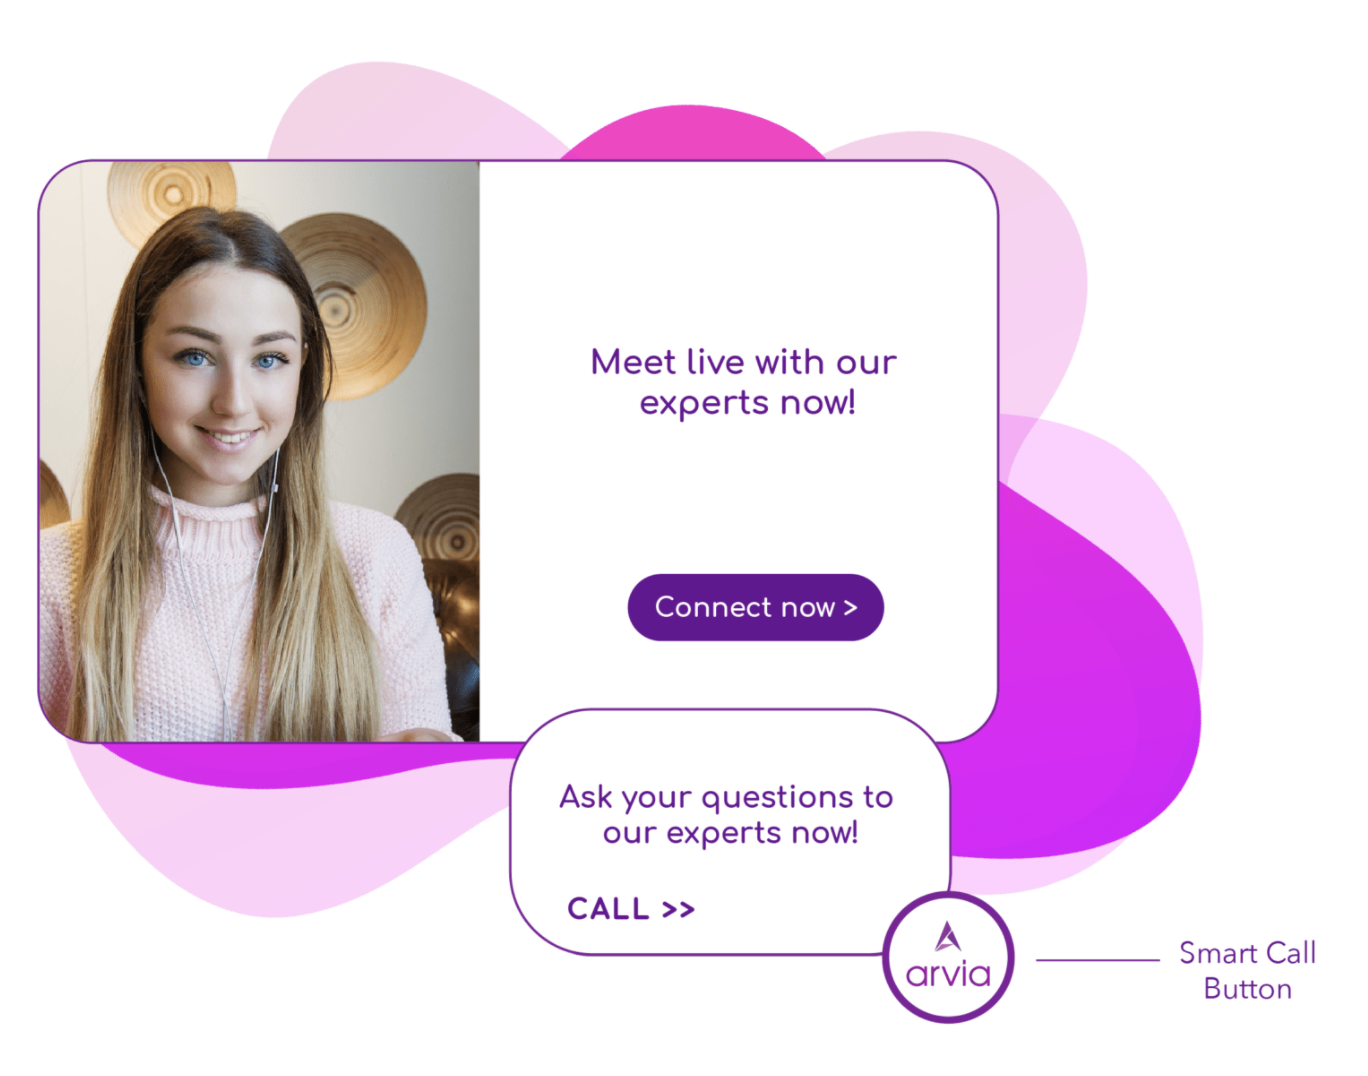 Meet live with our
experts now!
Connect now >
Ask your questions to
our experts now!
CALL >>
arvia
Smart Call
Button